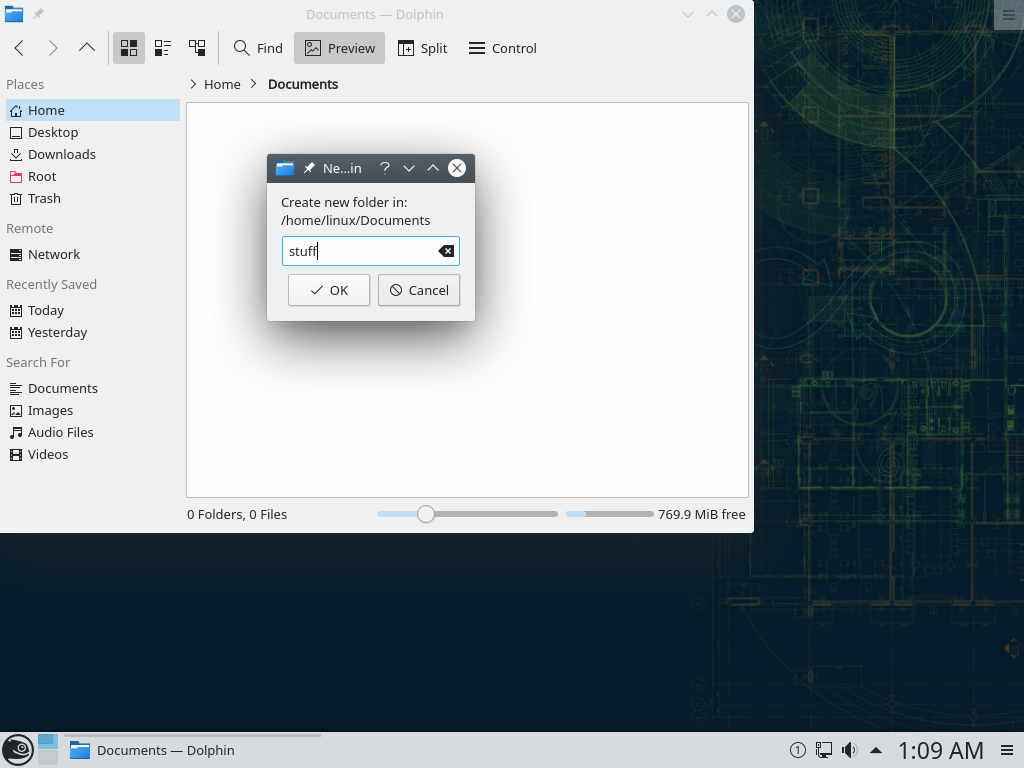 Documents — Dolphin
Find
Preview
Split
Control
Places
Home
Desktop
Downloads
Root
Trash
Remote
Network
Recently Saved
Today
Yesterday
Search For
Documents
Images
Audio Files
Videos
Home > Documents
Ne...in
Create new folder in:
/home/linux/Documents
stuff
OK
Cancel
0 Folders, 0 Files
769.9 MiB free
Documents — Dolphin
1
1:09 AM